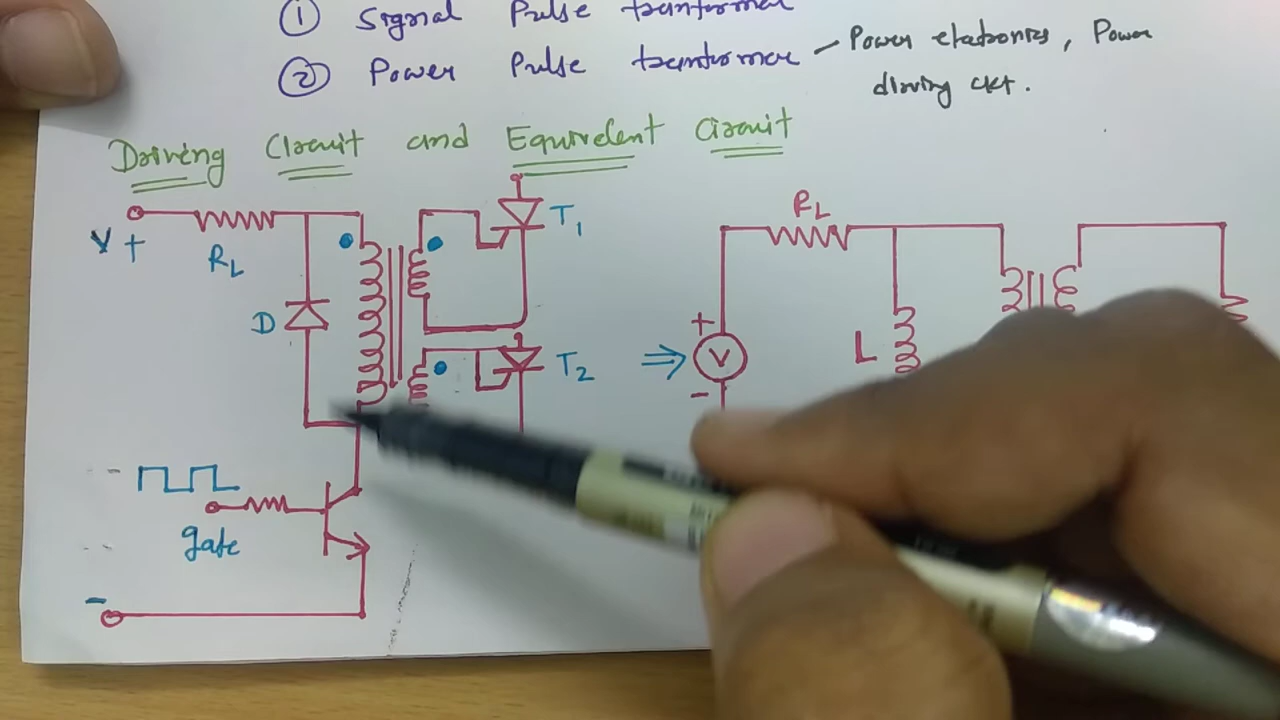 ① Signal Pulse transformer
② Power Pulse transformer – Power electronics, Power
driving ckt.
Driving Circuit and Equivalent Circuit
V +
RL
D
T1
T2
gate
-
RL
+
V
-
L